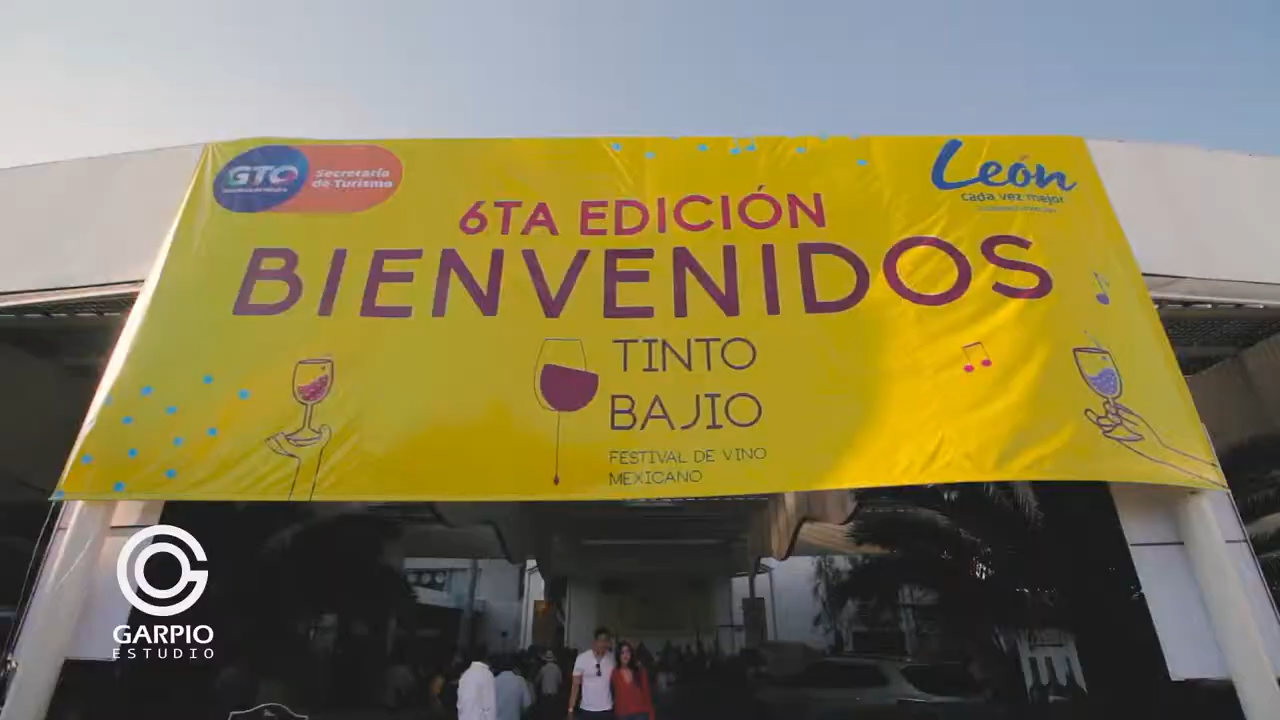 GTO
Secretaría
de Turismo
León
cada vez mejor
6TA EDICIÓN
BIENVENIDOS
TINTO
BAJIO
FESTIVAL DE VINO
MEXICANO
GARPIO
ESTUDIO